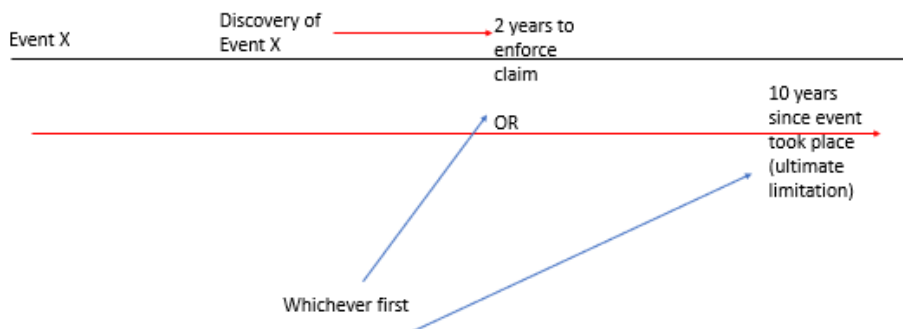 Event X
Discovery of
Event X
2 years to
enforce
claim
OR
10 years
since event
took place
(ultimate
limitation)
Whichever first